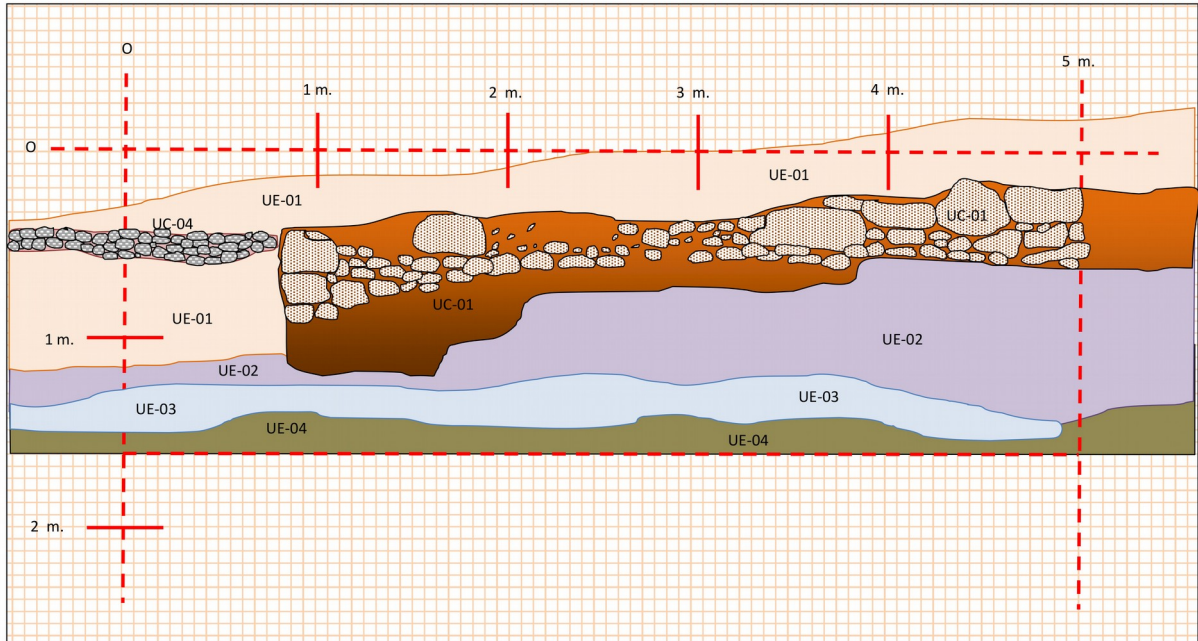 O
5 m.
1 m.
2 m.
3 m.
4 m.
O
UE-01
UE-01
UC-04
UC-01
UC-01
UE-01
1 m.
UE-02
UE-02
UE-03
UE-03
UE-04
UE-04
2 m.